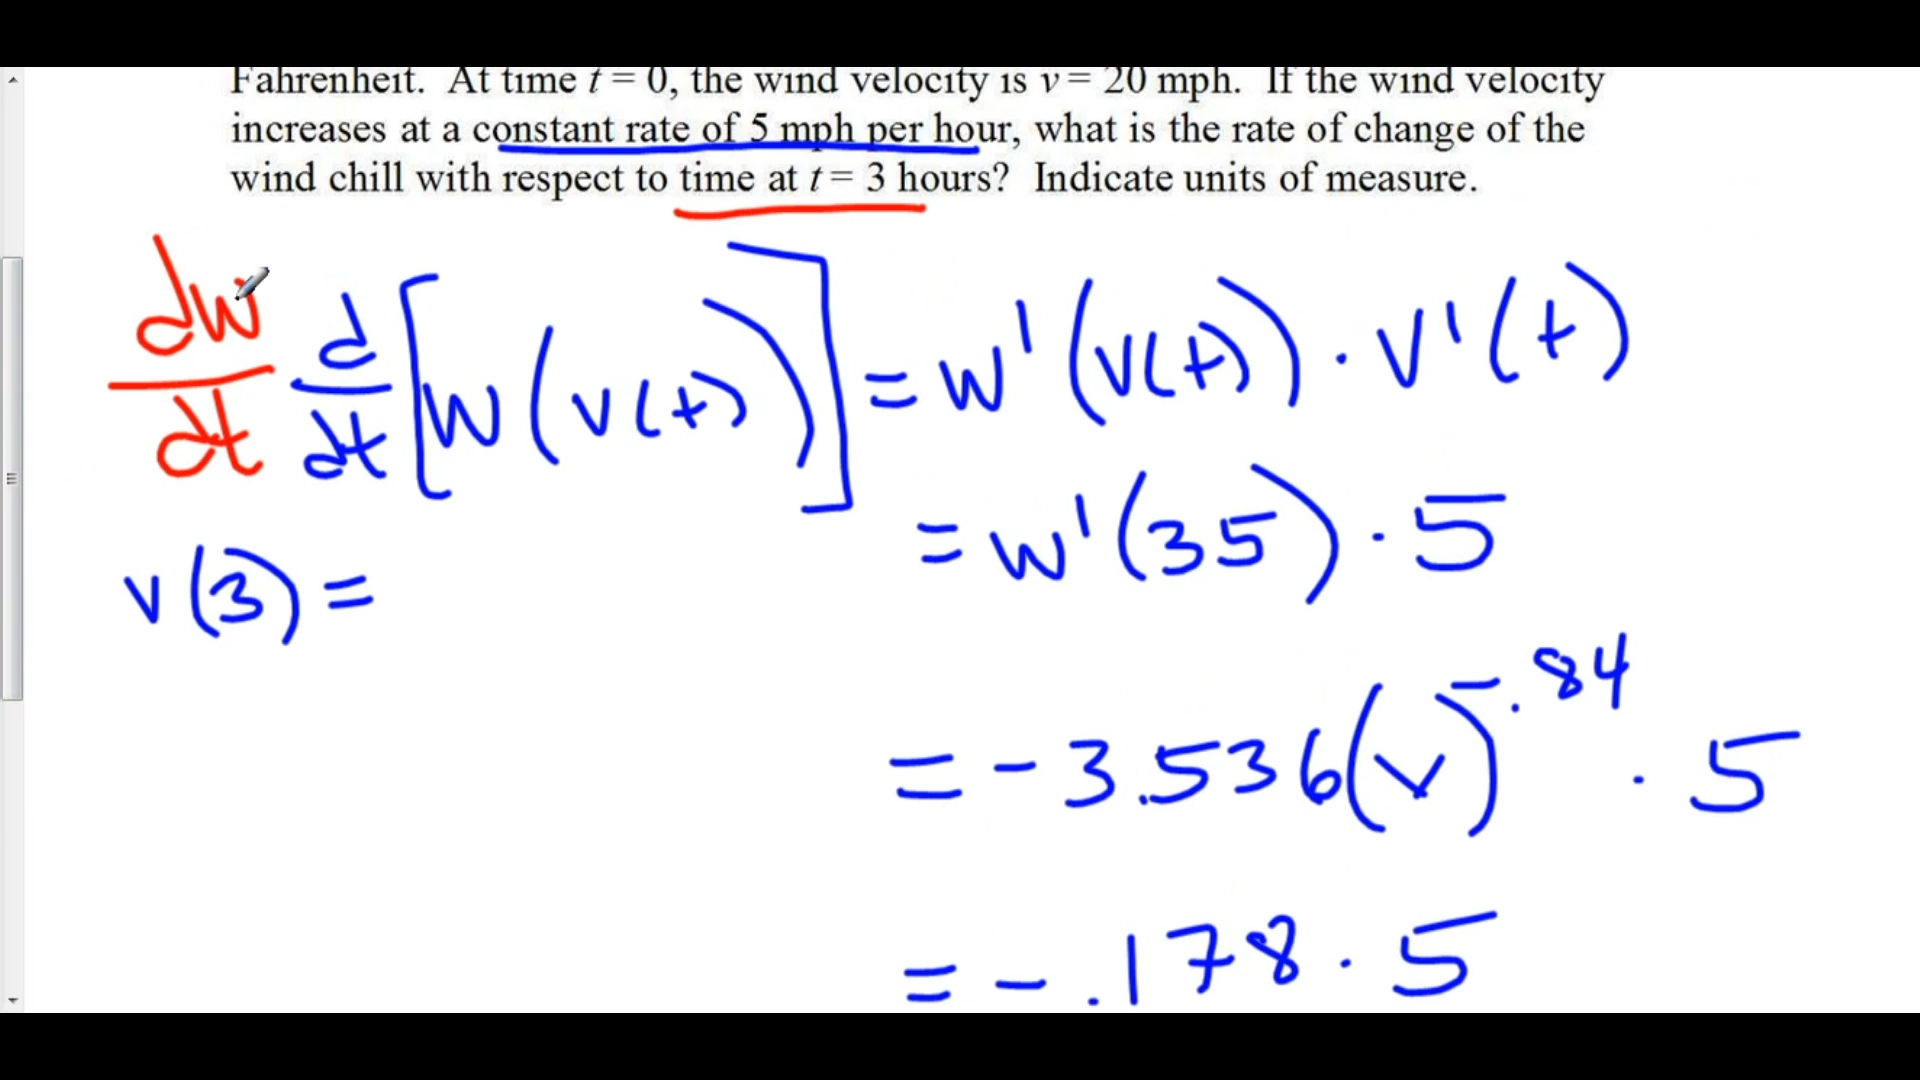 Fahrenheit. At time t = 0, the wind velocity is v = 20 mph. If the wind velocity
increases at a constant rate of 5 mph per hour, what is the rate of change of the
wind chill with respect to time at t = 3 hours? Indicate units of measure.
dw/dt d/dt [W(v(t))] = w'(v(t)) · v'(t)
= w'(35) · 5
v(3) =
= -3.536(v)^-.84 · 5
= -.178 · 5